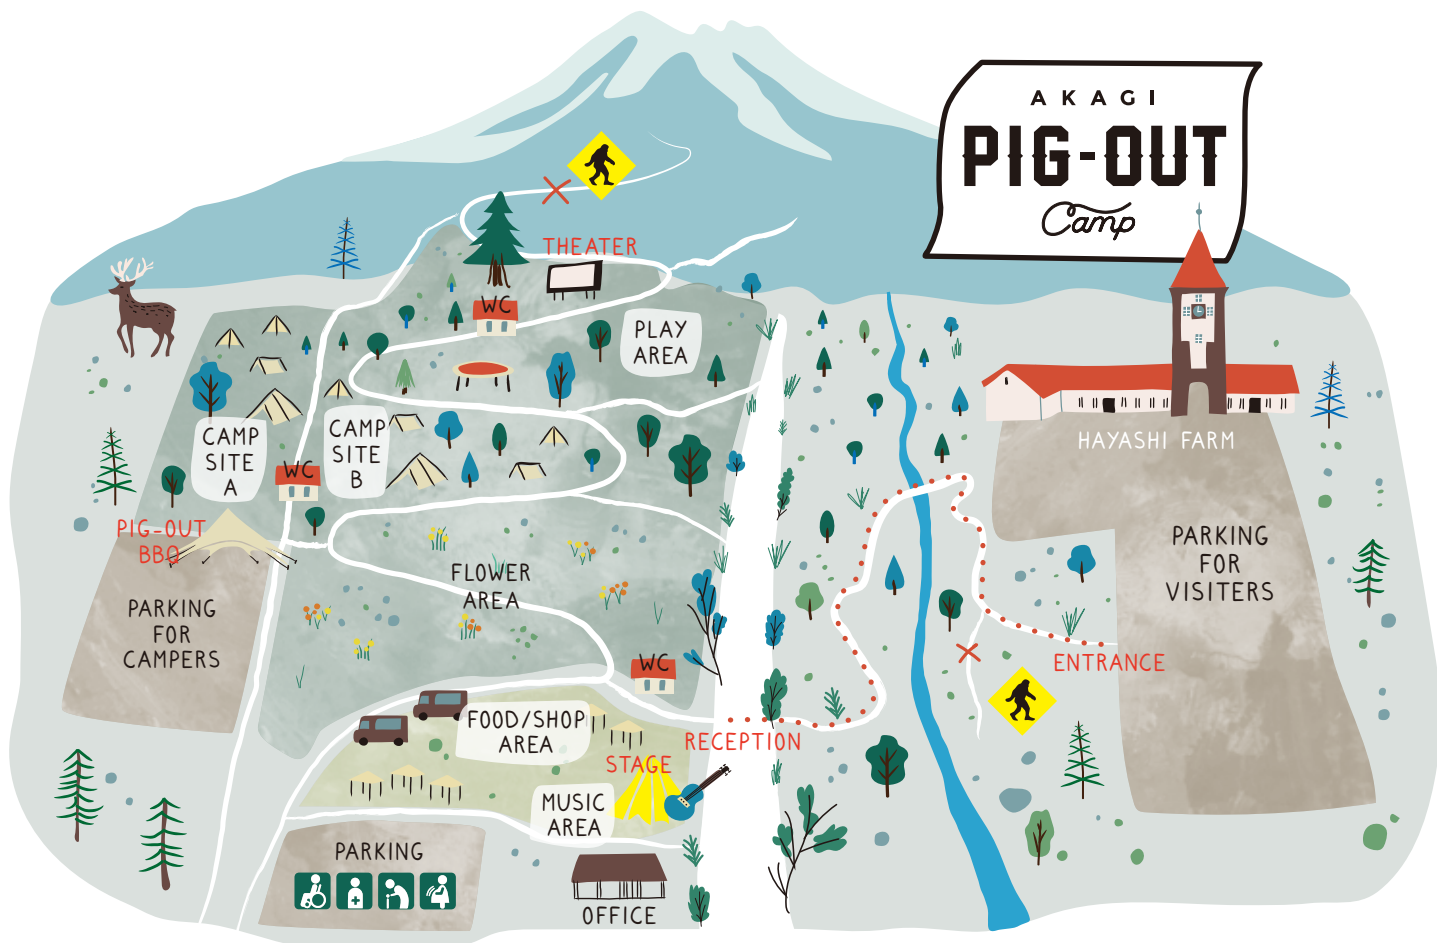 AKAGI
PIG-OUT
Camp
THEATER
WC
PLAY
AREA
CAMP
SITE
A
CAMP
SITE
B
WC
HAYASHI FARM
PIG-OUT
BBQ
PARKING
FOR
VISITERS
FLOWER
AREA
PARKING
FOR
CAMPERS
WC
ENTRANCE
FOOD/SHOP
AREA
RECEPTION
STAGE
MUSIC
AREA
PARKING
OFFICE